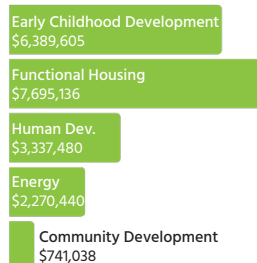 Early Childhood Development
$6,389,605
Functional Housing
$7,695,136
Human Dev.
$3,337,480
Energy
$2,270,440
Community Development
$741,038